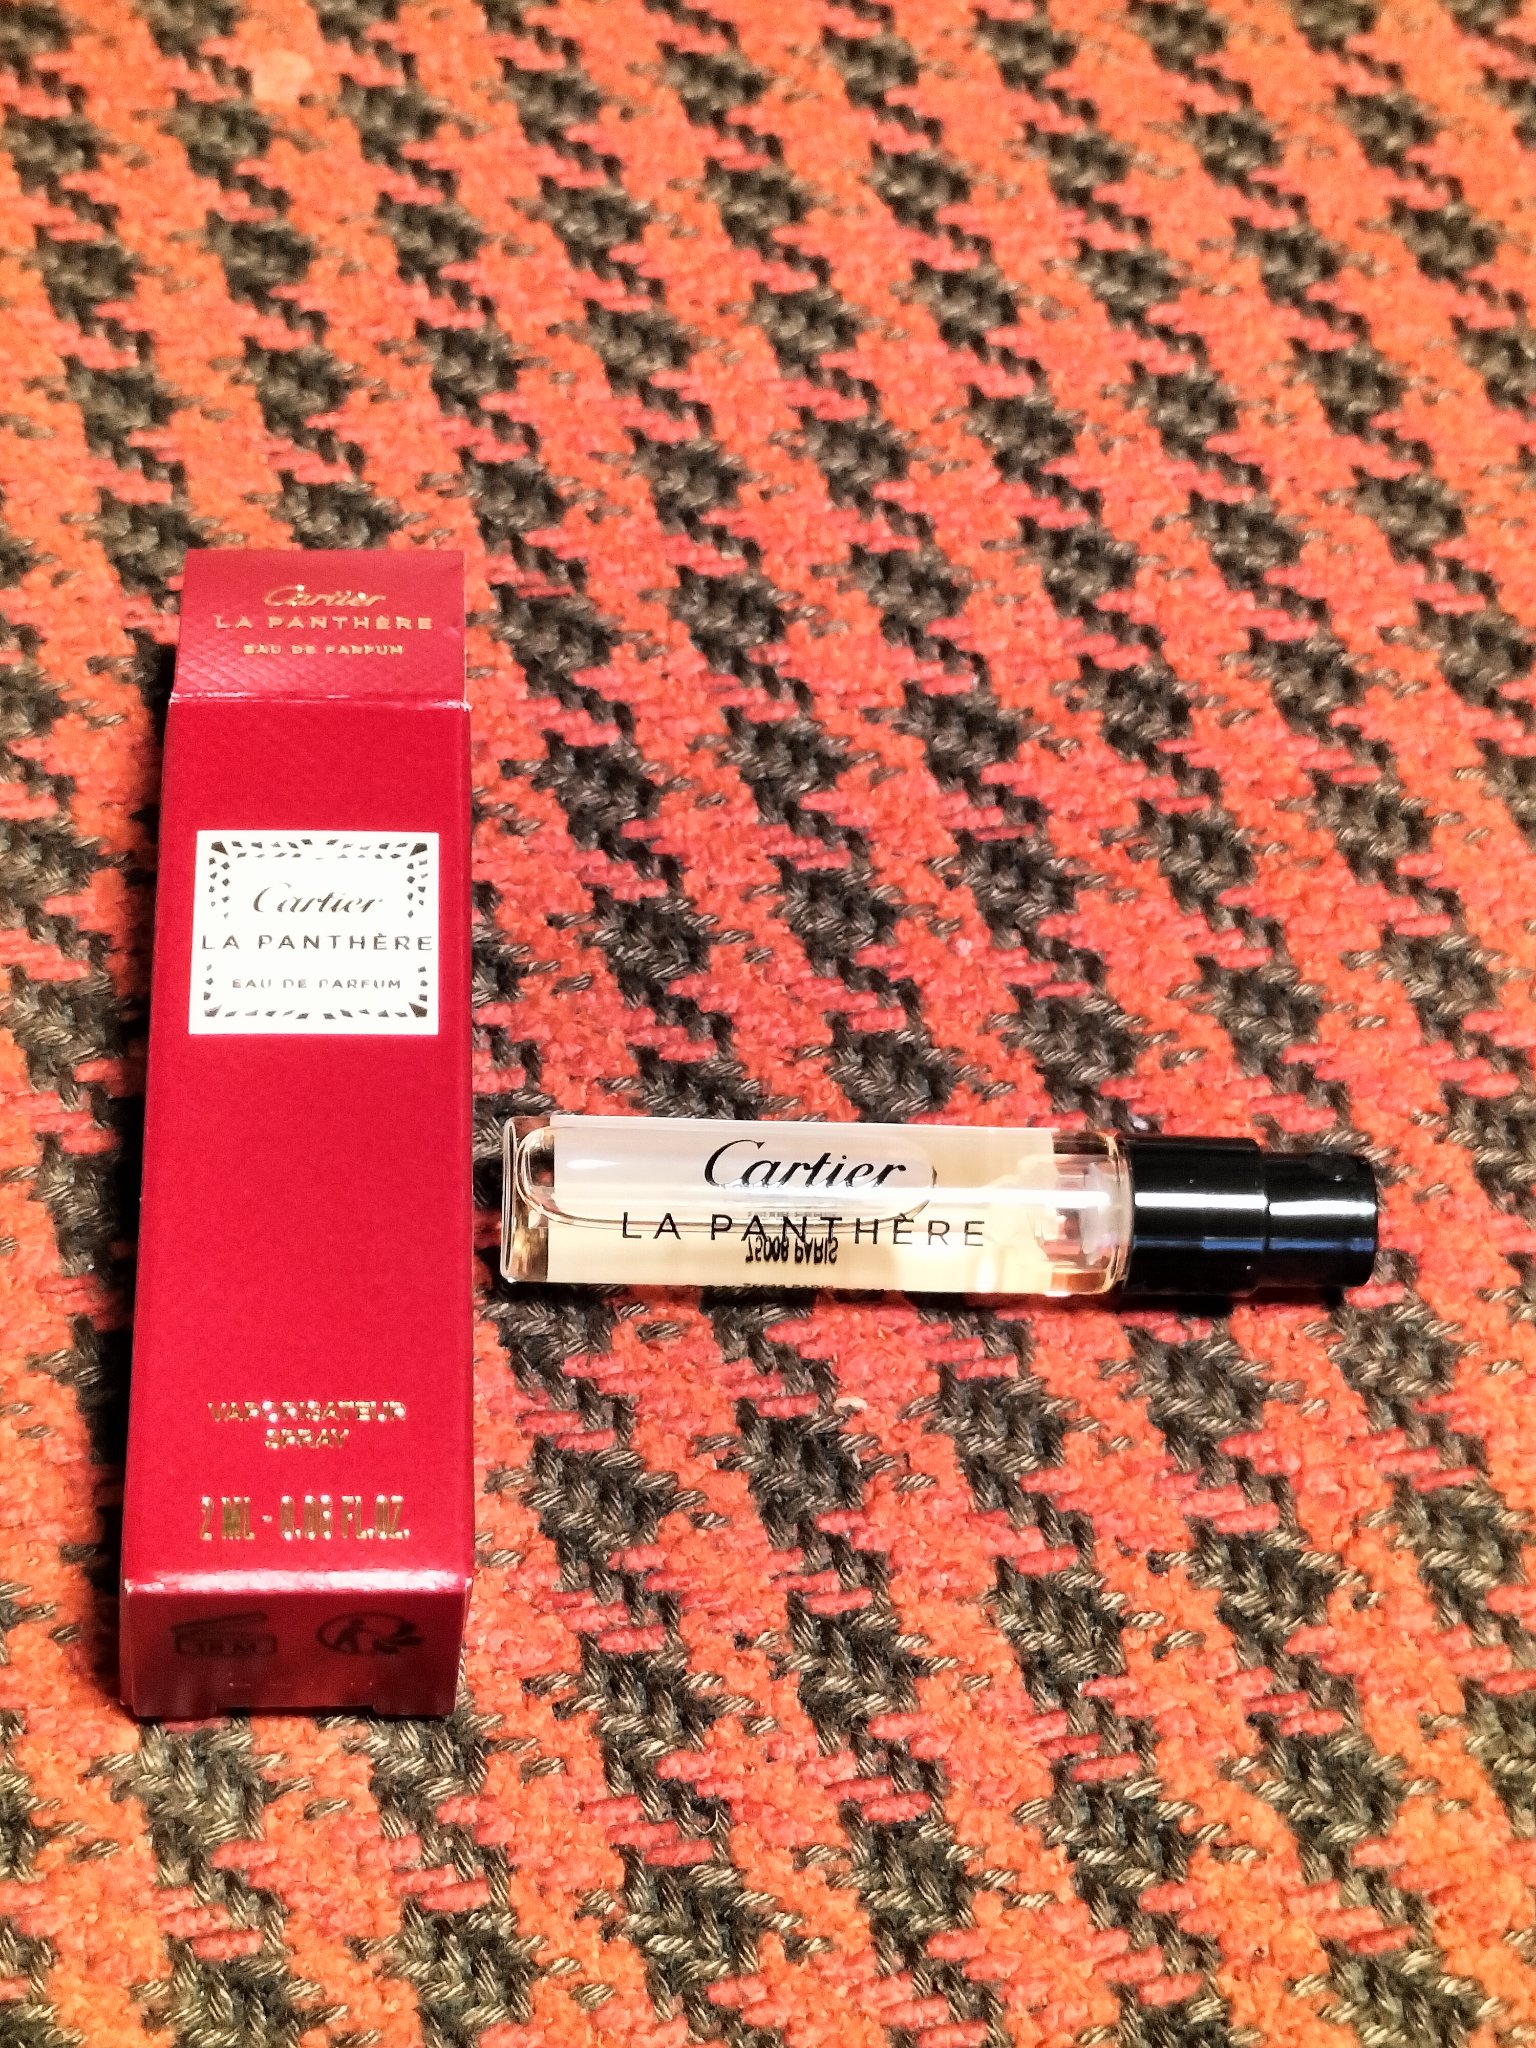 Cartier
LA PANTHÈRE
EAU DE PARFUM
Cartier
LA PANTHÈRE
EAU DE PARFUM
VAPORISATEUR
SPRAY
2 ML - 0.06 FL.OZ.
Cartier
LA PANTHÈRE
75008 PARIS